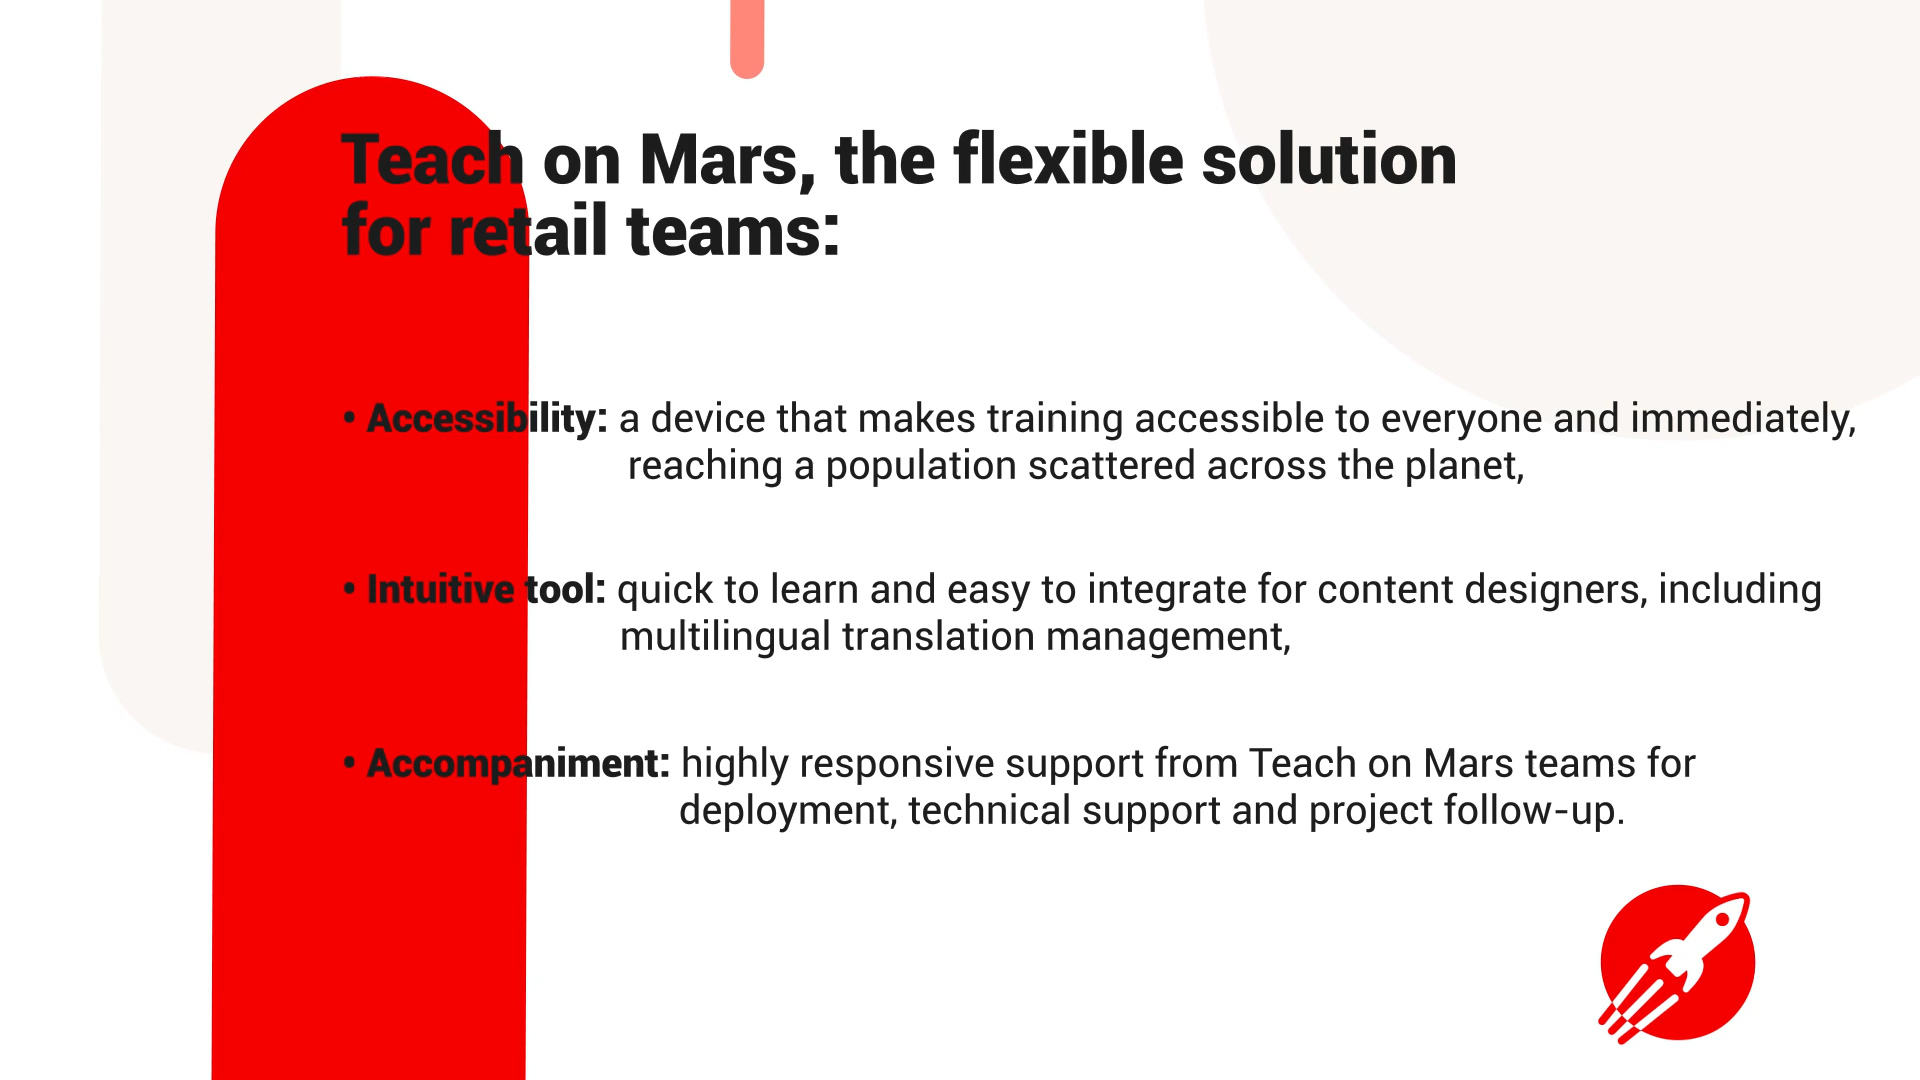 Teach on Mars, the flexible solution
for retail teams:
• Accessibility: a device that makes training accessible to everyone and immediately,
reaching a population scattered across the planet,
• Intuitive tool: quick to learn and easy to integrate for content designers, including
multilingual translation management,
• Accompaniment: highly responsive support from Teach on Mars teams for
deployment, technical support and project follow-up.